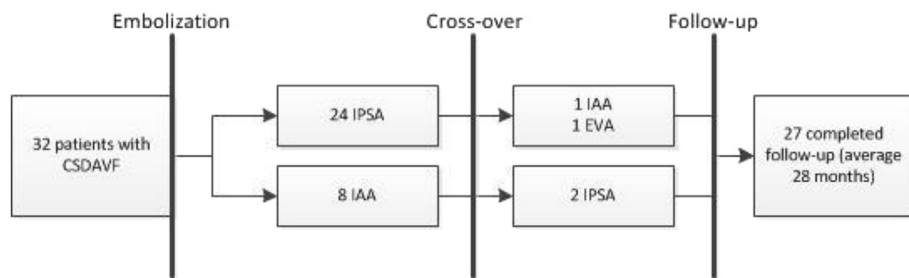 Embolization
Cross-over
Follow-up
32 patients with
CSDAVF
24 IPSA
8 IAA
1 IAA
1 EVA
2 IPSA
27 completed
follow-up (average
28 months)